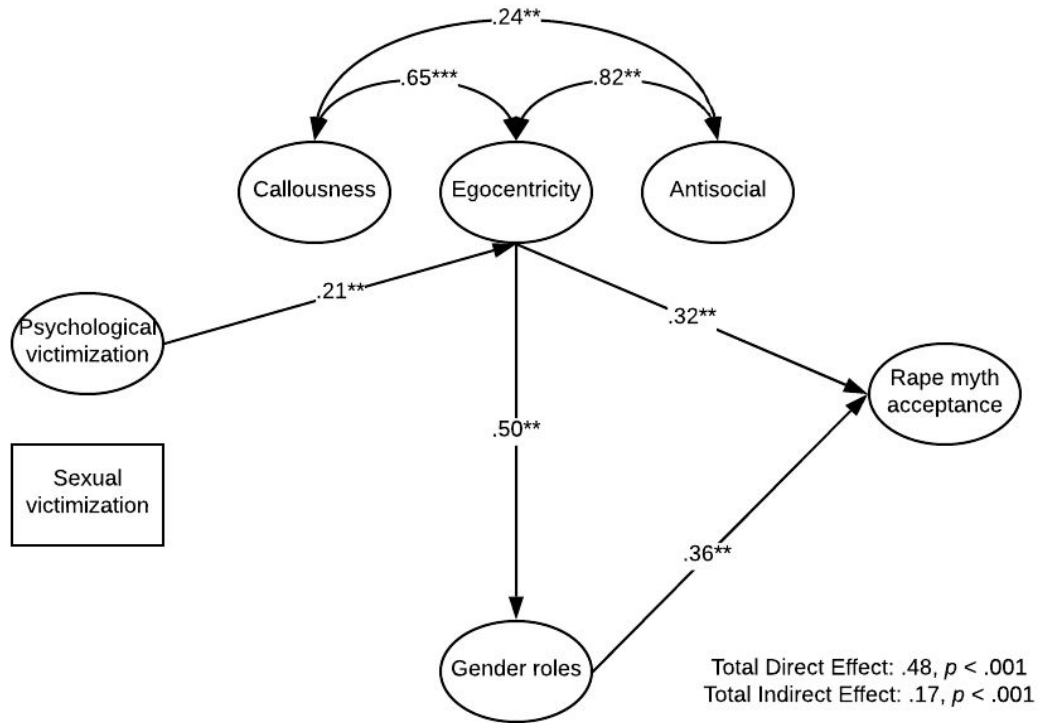 .24**
.65***
.82**
Callousness
Egocentricity
Antisocial
.21**
.32**
Psychological
victimization
Rape myth
acceptance
.50**
Sexual
victimization
.36**
Gender roles
Total Direct Effect: .48, p < .001
Total Indirect Effect: .17, p < .001